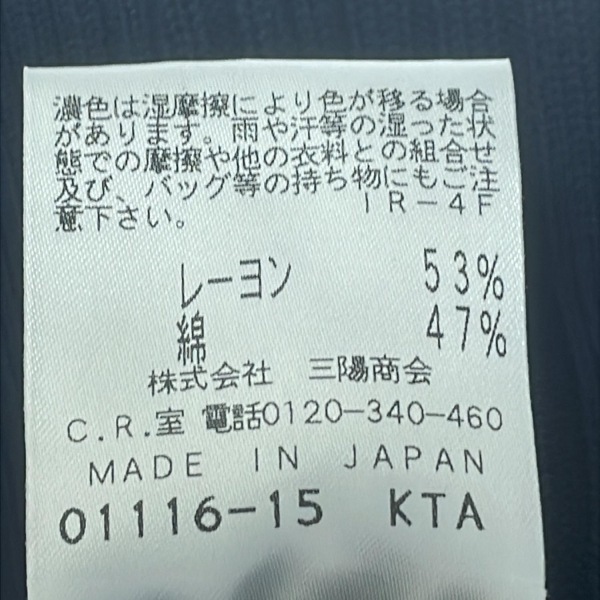 濃色は湿摩擦により色が移る場合
があります。雨や汗等の湿った状
態での摩擦や他の衣料との組合せ
及び、バッグ等の持ち物にもご注
意下さい。 IR-4F
レーヨン 53%
綿 47%
株式会社 三陽商会
C.R.室 電話0120-340-460
MADE IN JAPAN
01116-15 KTA